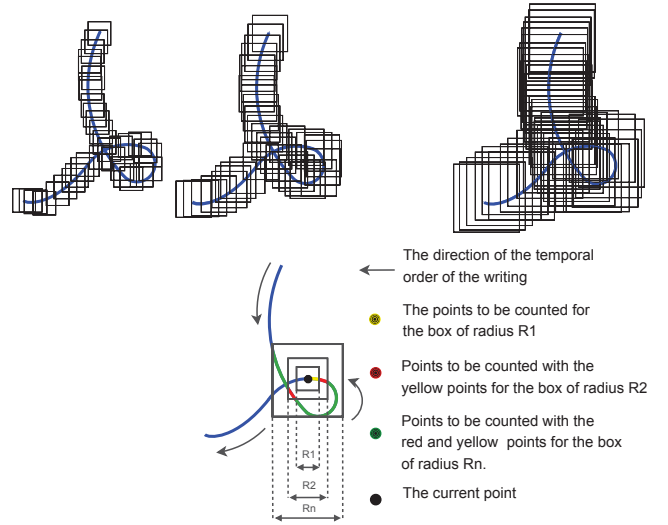 The direction of the temporal
order of the writing
The points to be counted for
the box of radius R1
Points to be counted with the
yellow points for the box of radius R2
Points to be counted with the
red and yellow points for the box
of radius Rn.
The current point
R1
R2
Rn